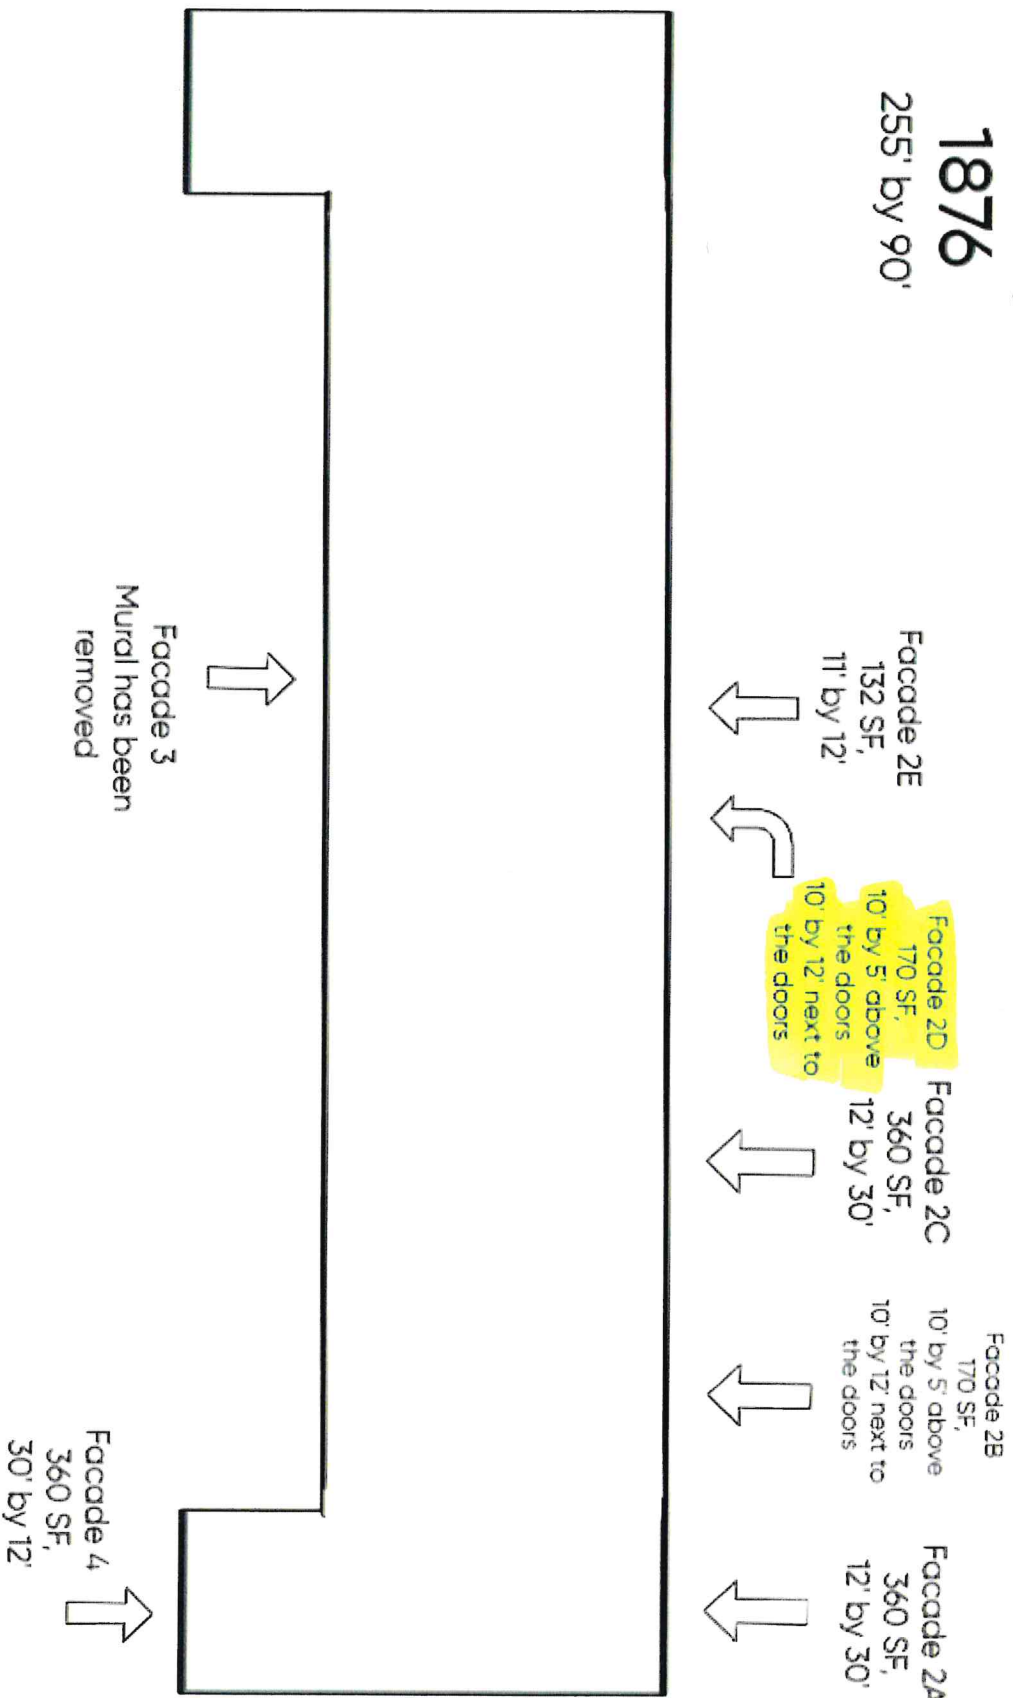 1876
255' by 90'
Facade 2E
132 SF,
11' by 12'
Facade 2D
170 SF,
10' by 5' above
the doors
10' by 12' next to
the doors
Facade 2C
360 SF,
12' by 30'
Facade 2B
170 SF,
10' by 5' above
the doors
10' by 12' next to
the doors
Facade 2A
360 SF,
12' by 30'
Facade 3
Mural has been
removed
Facade 4
360 SF,
30' by 12'